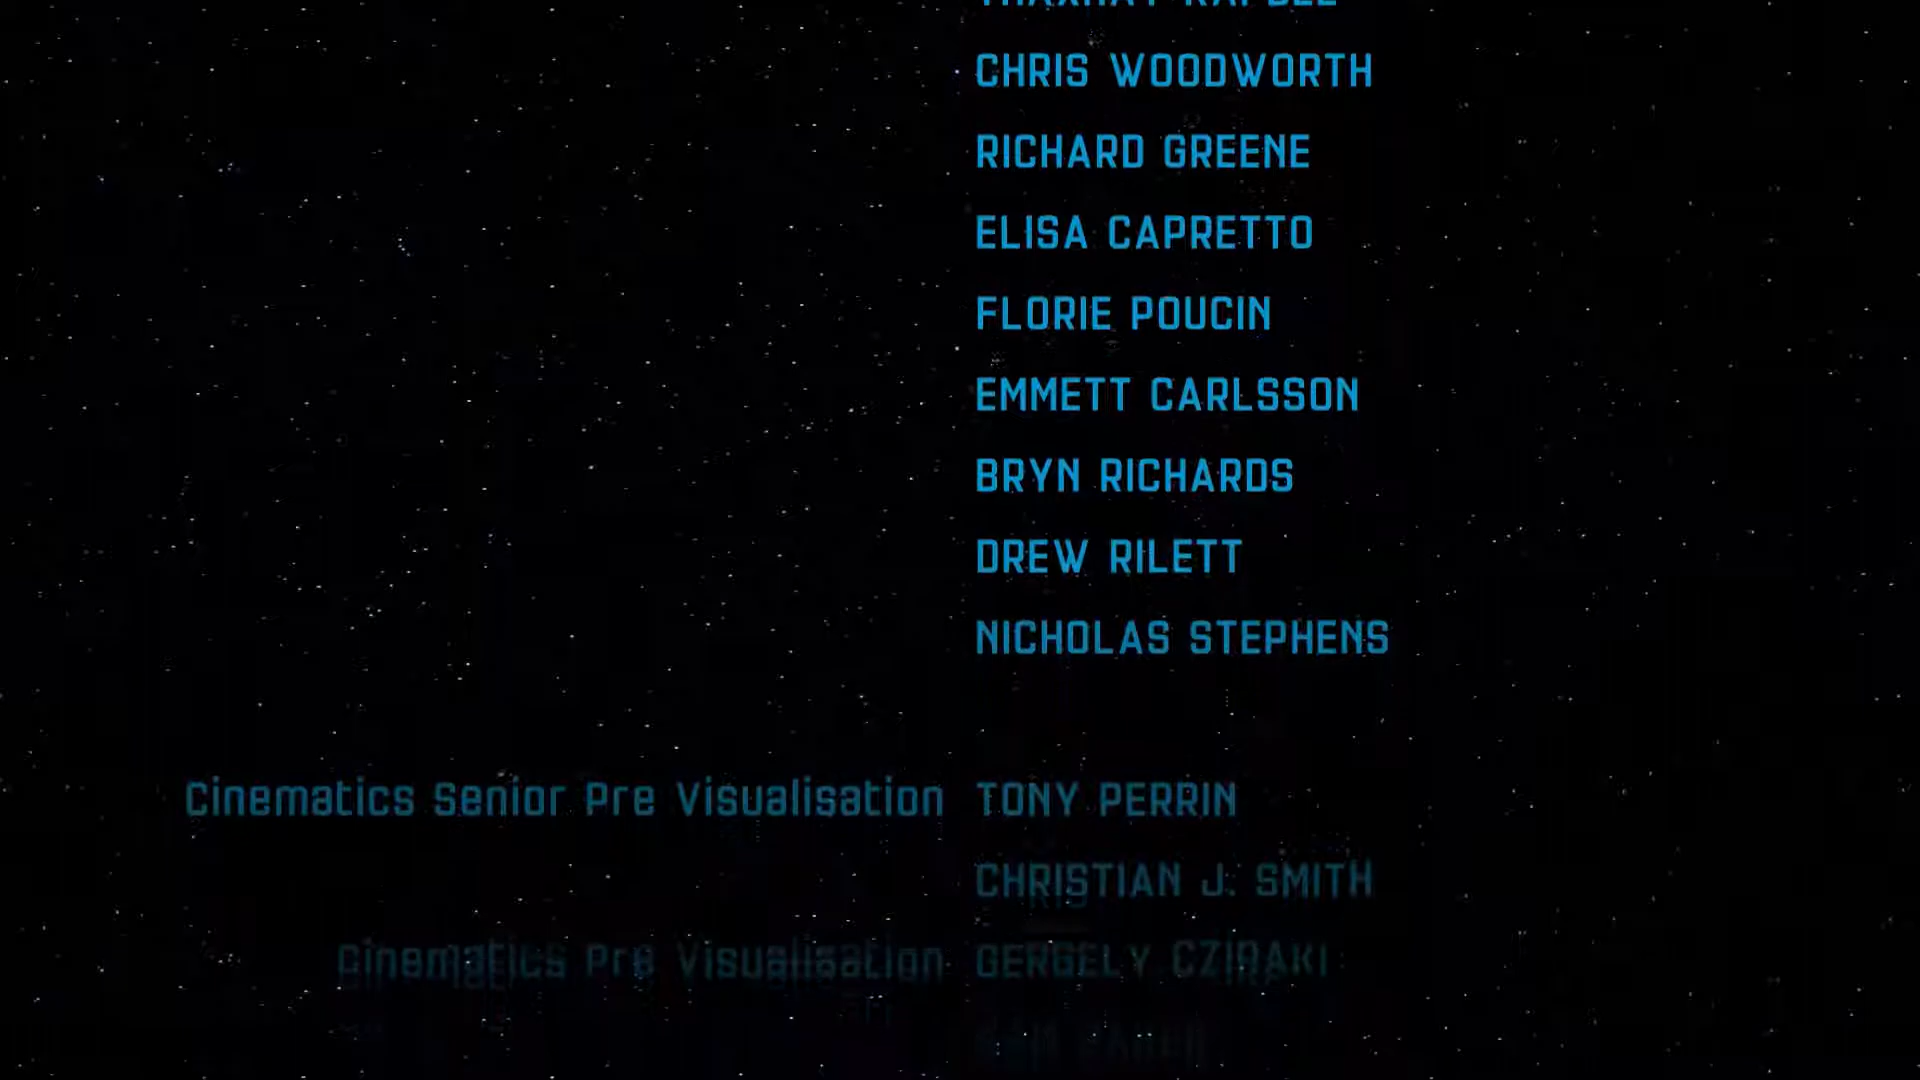 CHRIS WOODWORTH
RICHARD GREENE
ELISA CAPRETTO
FLORIE POUCIN
EMMETT CARLSSON
BRYN RICHARDS
DREW RILETT
NICHOLAS STEPHENS
Cinematics Senior Pre Visualisation TONY PERRIN
CHRISTIAN J. SMITH
Cinematics Pre Visualisation GERGELY CZIRAKI